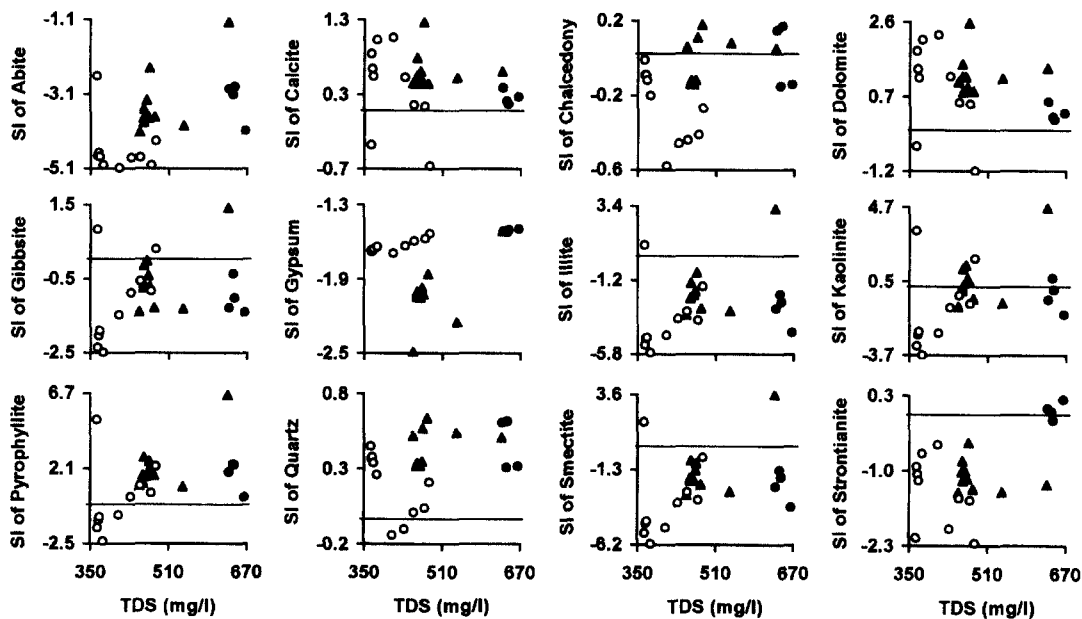 SI of Abite
-1.1
-3.1
-5.1
SI of Calcite
1.3
0.3
-0.7
SI of Chalcedony
0.2
-0.2
-0.6
SI of Dolomite
2.6
0.7
-1.2
SI of Gibbsite
1.5
-0.5
-2.5
SI of Gypsum
-1.3
-1.9
-2.5
SI of Illite
3.4
-1.2
-5.8
SI of Kaolinite
4.7
0.5
-3.7
SI of Pyrophyllite
6.7
2.1
-2.5
SI of Quartz
0.8
0.3
-0.2
SI of Smectite
3.6
-1.3
-6.2
SI of Strontianite
0.3
-1.0
-2.3
350 510 670
350 510 670
350 510 670
350 510 670
TDS (mg/l)
TDS (mg/l)
TDS (mg/l)
TDS (mg/l)